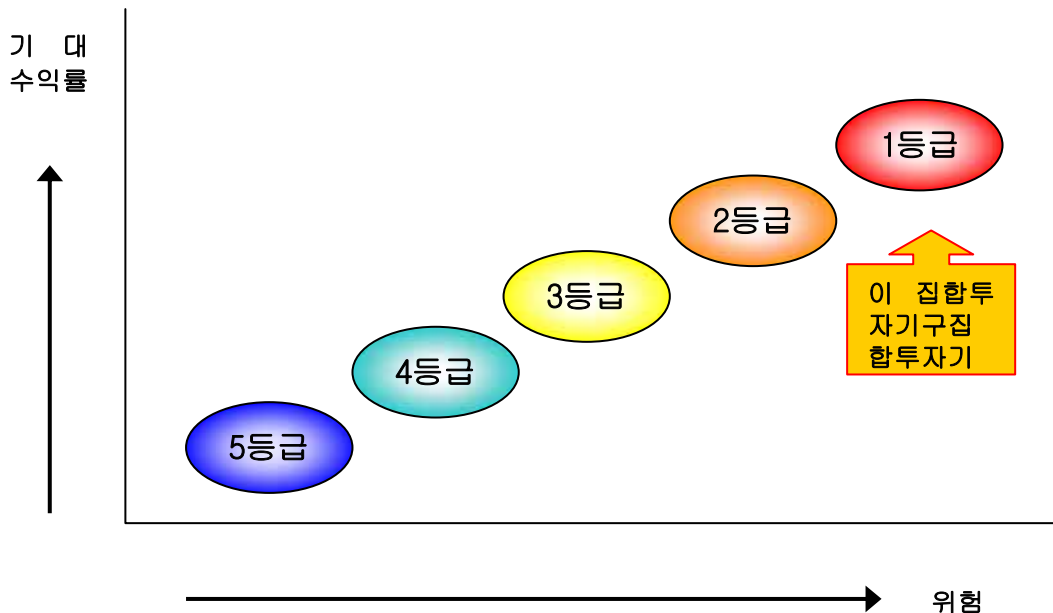 기 대
수익률
1등급
2등급
3등급
이 집합투
자기구집
합투자기
4등급
5등급
위험